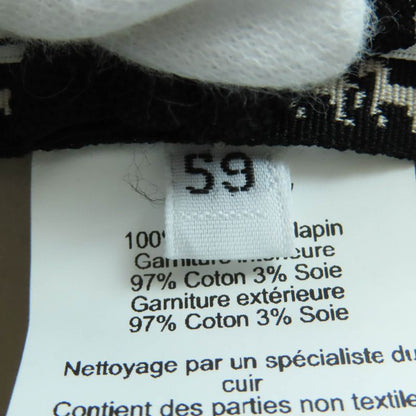 59
100% lapin
Garniture intérieure
97% Coton 3% Soie
Garniture extérieure
97% Coton 3% Soie
Nettoyage par un spécialiste du
cuir
Contient des parties non textile